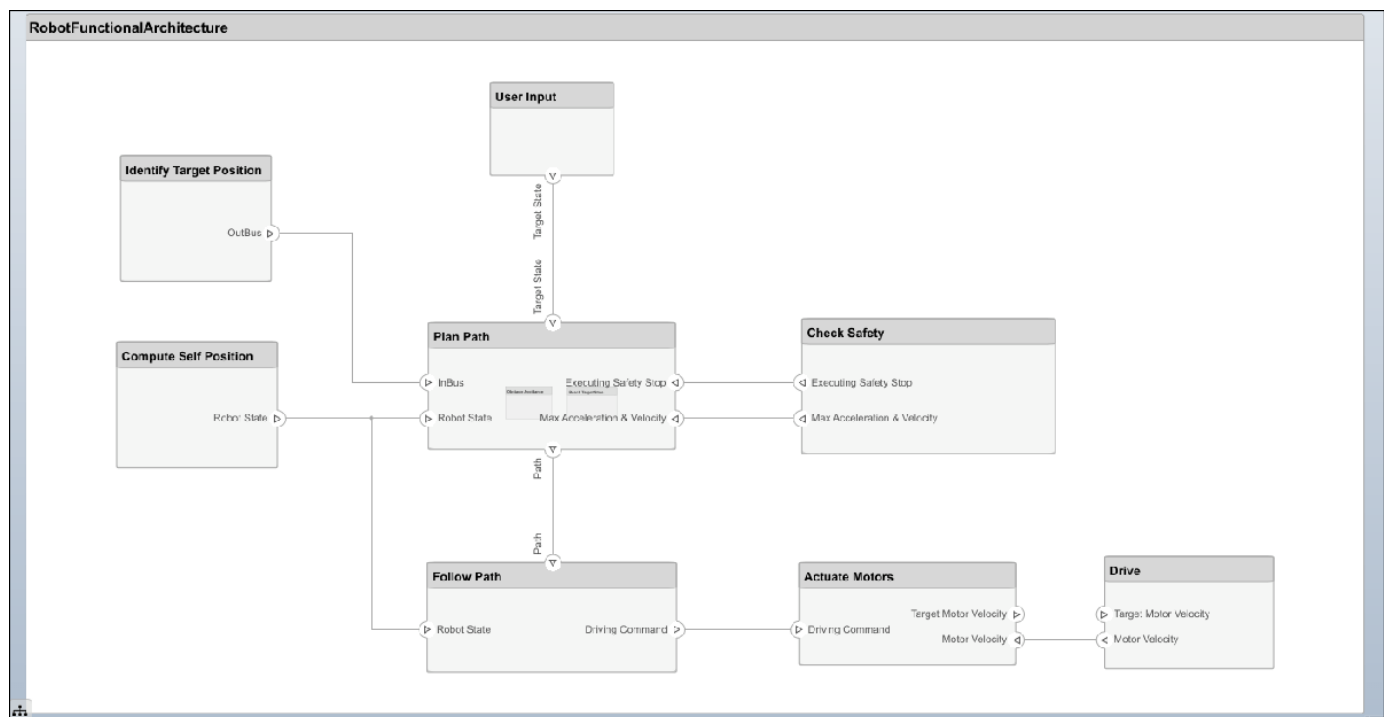 RobotFunctionalArchitecture
User Input
Target State
Target State
Identify Target Position
OutBus
Plan Path
InBus
Executing Safety Stop
Robot State
Max Acceleration & Velocity
Path
Path
Check Safety
Executing Safety Stop
Max Acceleration & Velocity
Compute Self Position
Robot State
Follow Path
Robot State
Driving Command
Actuate Motors
Target Motor Velocity
Driving Command
Motor Velocity
Drive
Target Motor Velocity
Motor Velocity